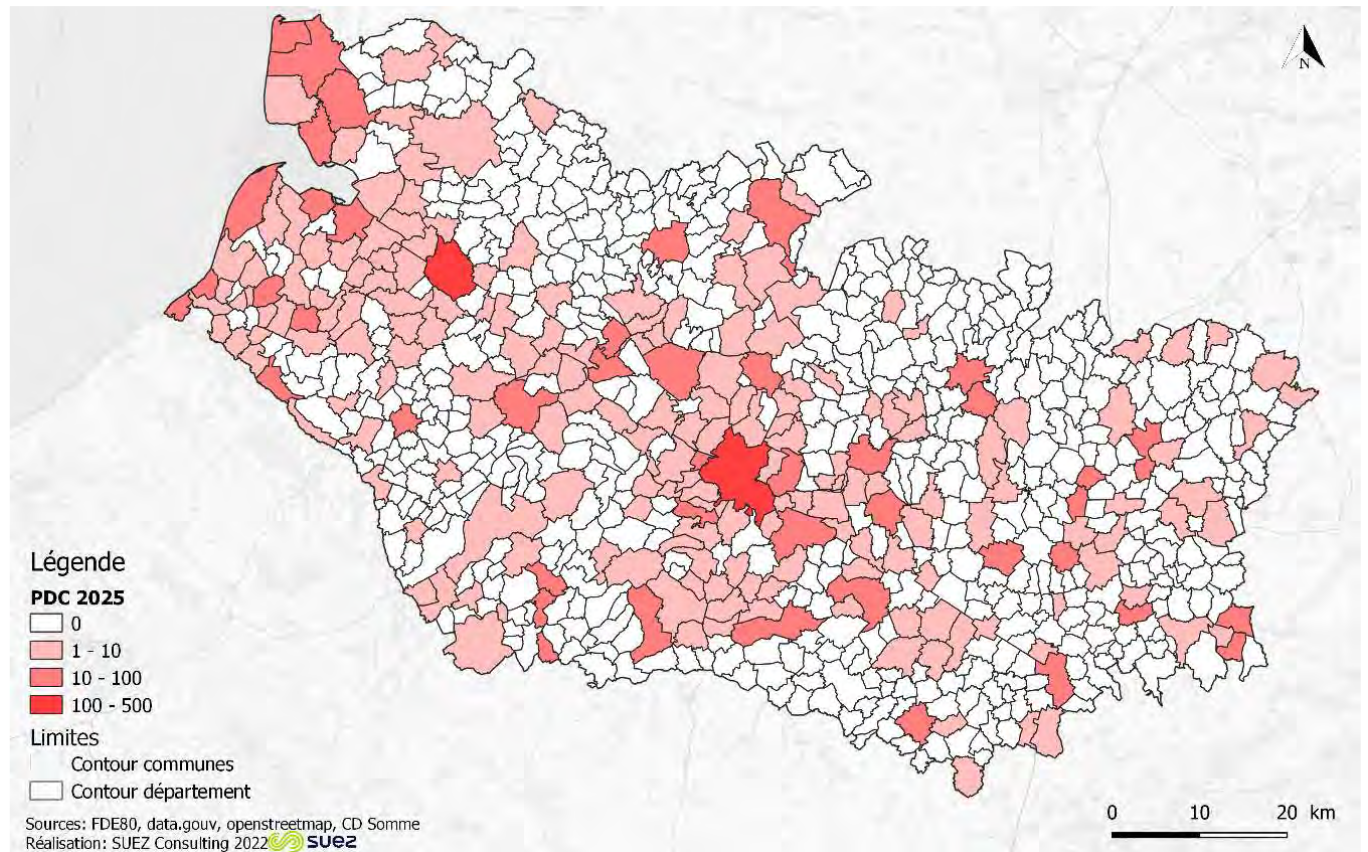 N
Légende
PDC 2025
0
1 - 10
10 - 100
100 - 500
Limites
Contour communes
Contour département
Sources: FDE80, data.gouv, openstreetmap, CD Somme
Réalisation: SUEZ Consulting 2022 suez
0 10 20 km